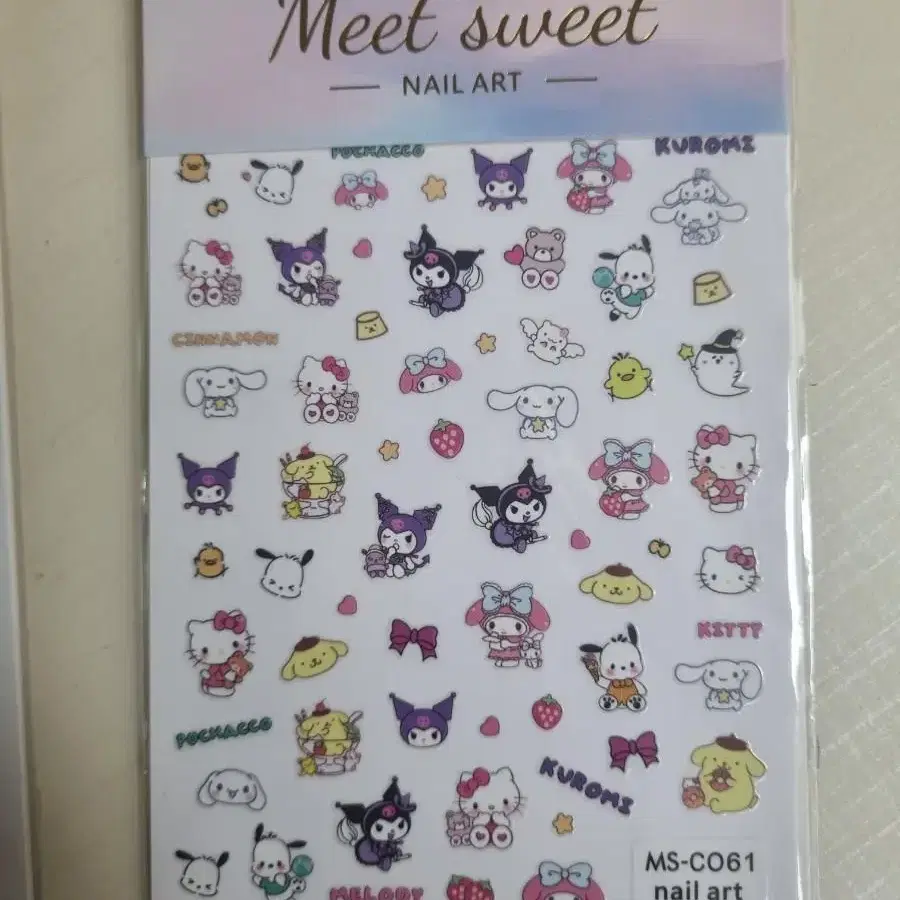 Meet sweet
NAIL ART
POCHACCO
KUROMI
CINNAMON
KITTY
POCHACCO
KUROMI
MELODY
MS-C061
nail art